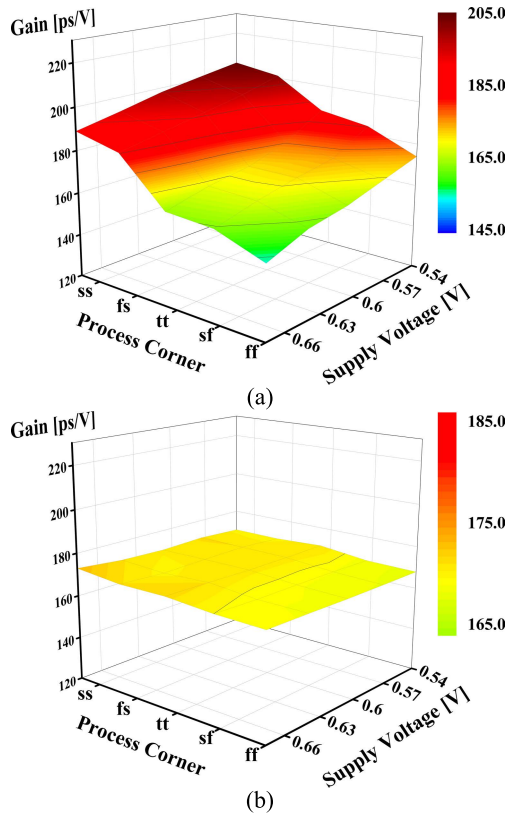 Gain [ps/V]
220
200
180
160
140
120
ss
fs
tt
sf
ff
Process Corner
0.66
0.63
0.6
0.57
0.54
Supply Voltage [V]
205.0
185.0
165.0
145.0
(a)
Gain [ps/V]
220
200
180
160
140
120
ss
fs
tt
sf
ff
Process Corner
0.66
0.63
0.6
0.57
0.54
Supply Voltage [V]
185.0
175.0
165.0
(b)